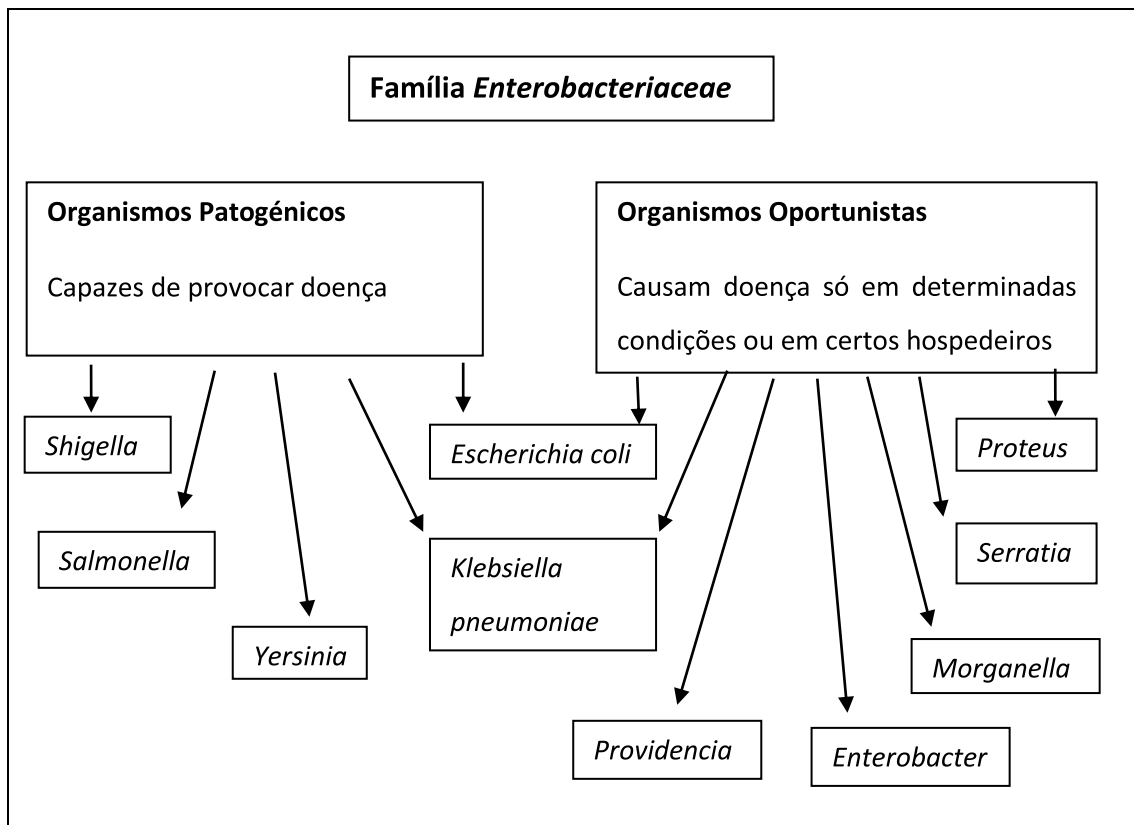 Família Enterobacteriaceae
Organismos Patogénicos
Capazes de provocar doença
Organismos Oportunistas
Causam doença só em determinadas
condições ou em certos hospedeiros
Shigella
Escherichia coli
Proteus
Salmonella
Klebsiella
pneumoniae
Serratia
Yersinia
Morganella
Providencia
Enterobacter